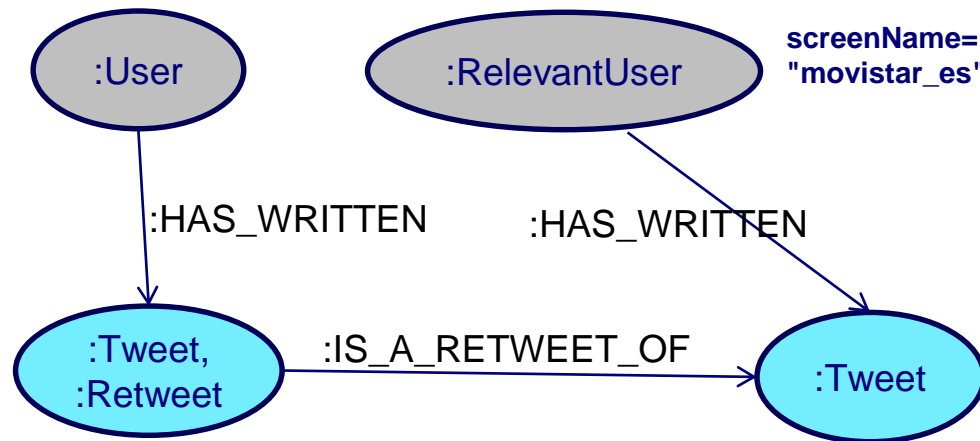 :User
:RelevantUser
screenName=
"movistar_es"
:HAS_WRITTEN
:HAS_WRITTEN
:Tweet,
:Retweet
:IS_A_RETWEET_OF
:Tweet